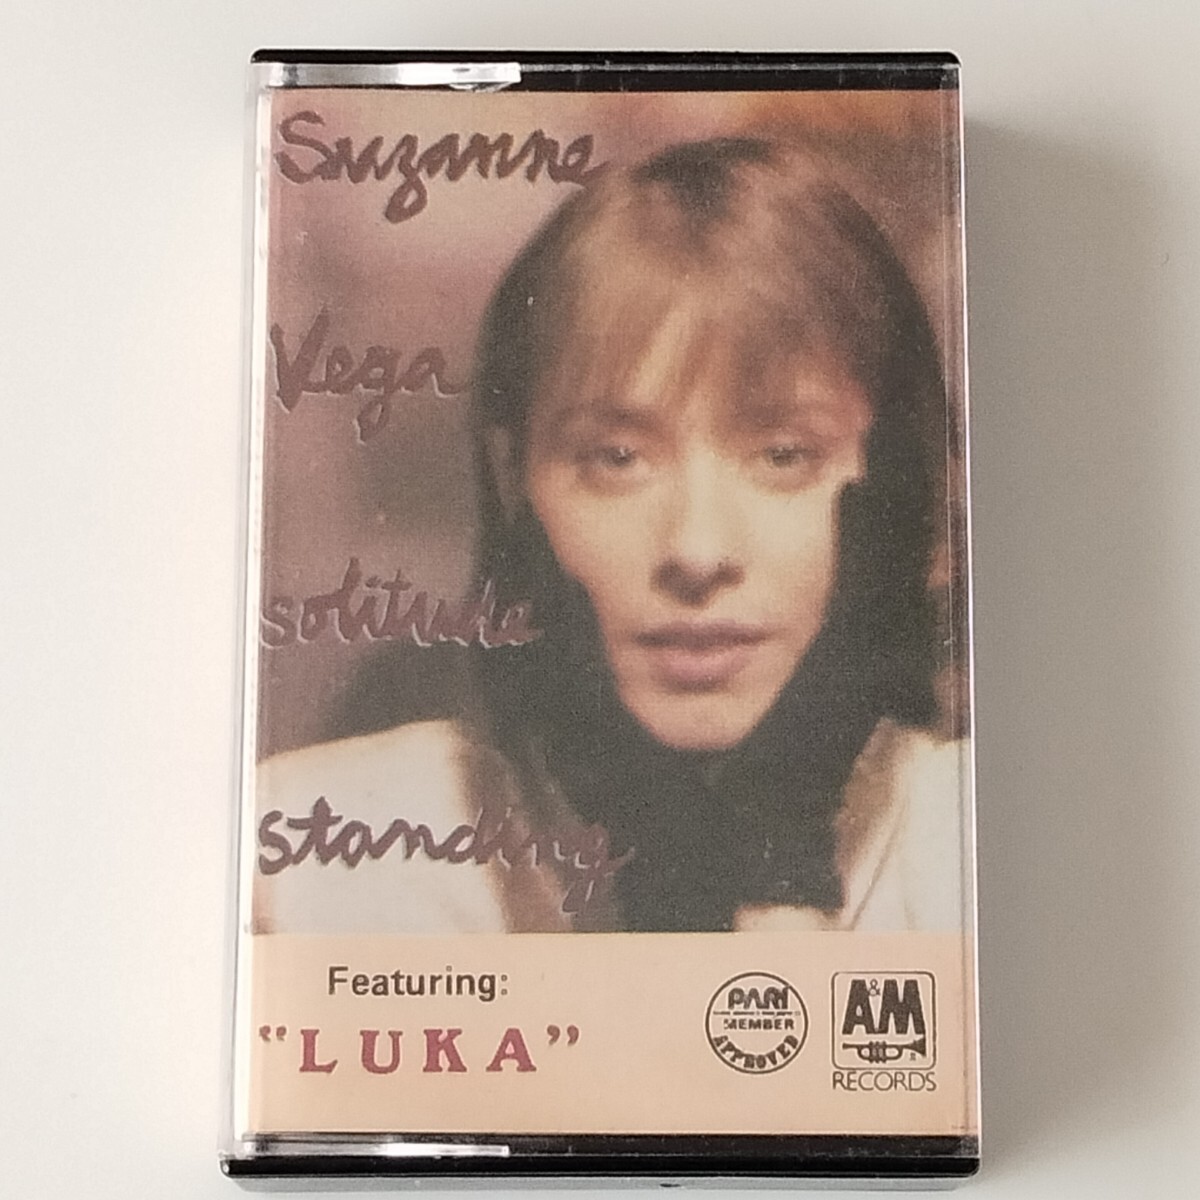 Suzanne
Vega
solitude
standing
Featuring:
"LUKA"
PARI
MEMBER
APPROVED
A&M
RECORDS